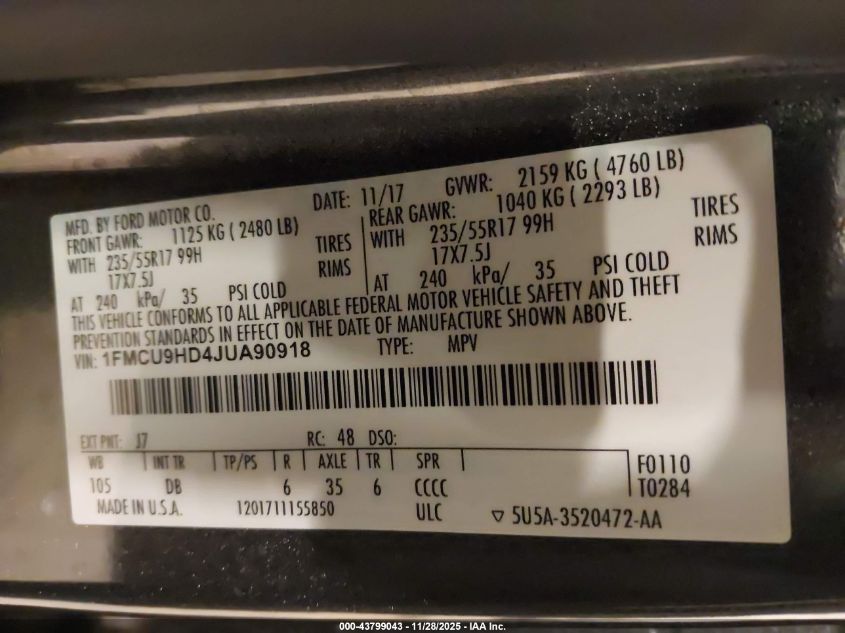 MFD. BY FORD MOTOR CO. DATE: 11/17 GVWR: 2159 KG ( 4760 LB)
FRONT GAWR: 1125 KG ( 2480 LB) REAR GAWR: 1040 KG ( 2293 LB)
WITH 235/55R17 99H TIRES WITH 235/55R17 99H TIRES
17X7.5J RIMS 17X7.5J RIMS
AT 240 kPa/ 35 PSI COLD AT 240 kPa/ 35 PSI COLD
THIS VEHICLE CONFORMS TO ALL APPLICABLE FEDERAL MOTOR VEHICLE SAFETY AND THEFT
PREVENTION STANDARDS IN EFFECT ON THE DATE OF MANUFACTURE SHOWN ABOVE.
VIN: 1FMCU9HD4JUA90918 TYPE: MPV
EXT PNT: J7 RC: 48 DSO:
WB INT TR TP/PS R AXLE TR SPR F0110
105 DB 6 35 6 CCCC T0284
MADE IN U.S.A. 1201711155850 ULC ▽ 5U5A-3520472-AA
000-43799043 - 11/28/2025 - IAA Inc.